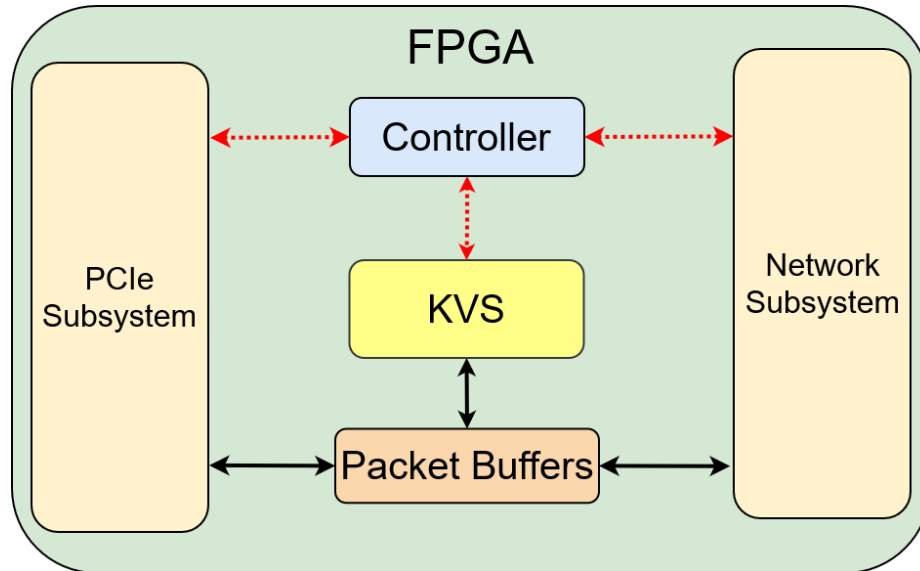 FPGA
Controller
PCIe
Subsystem
Network
Subsystem
KVS
Packet Buffers